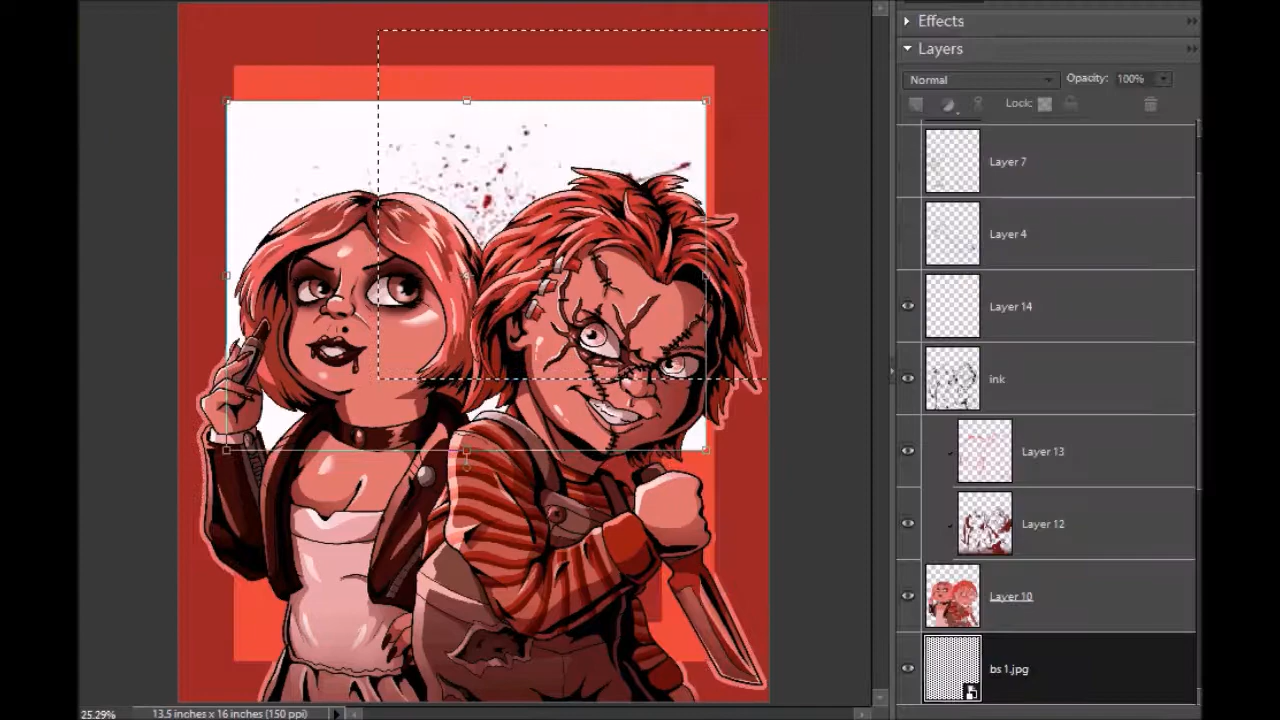 Effects
Layers
Normal
Opacity: 100%
Lock:
Layer 7
Layer 4
Layer 14
ink
Layer 13
Layer 12
Layer 10
bs 1.jpg
25.29%
13.5 inches x 16 inches (150 ppi)